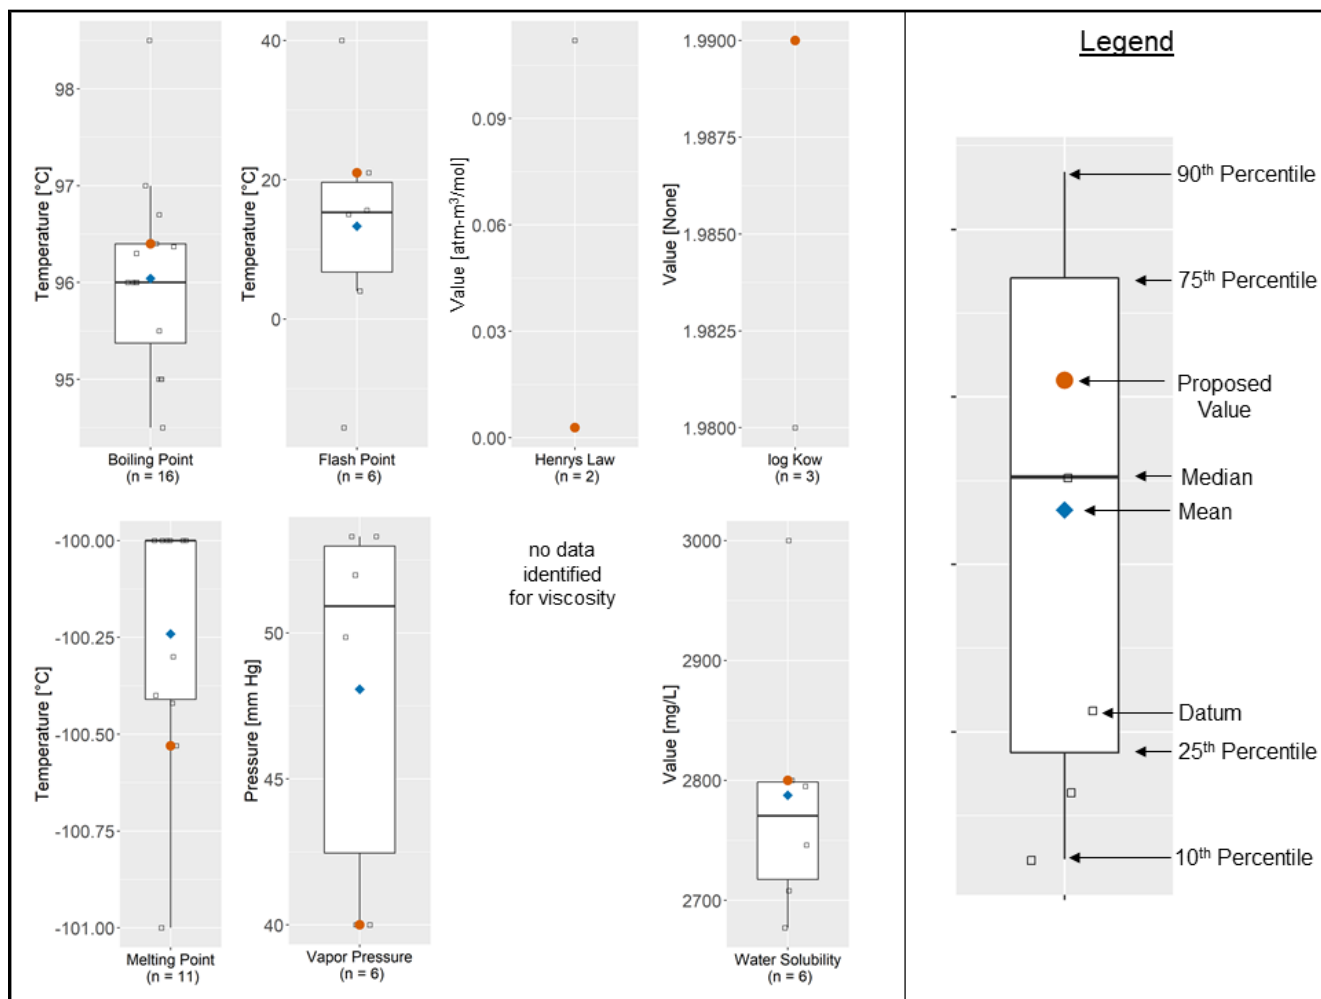 Temperature [°C]
98
97
96
95
Boiling Point
(n = 16)
Temperature [°C]
40
20
0
Flash Point
(n = 6)
Value [atm-m³/mol]
0.09
0.06
0.03
0.00
Henrys Law
(n = 2)
Value [None]
1.9900
1.9875
1.9850
1.9825
1.9800
log Kow
(n = 3)
Temperature [°C]
-100.00
-100.25
-100.50
-100.75
-101.00
Melting Point
(n = 11)
Pressure [mm Hg]
50
45
40
Vapor Pressure
(n = 6)
no data
identified
for viscosity
Value [mg/L]
3000
2900
2800
2700
Water Solubility
(n = 6)
Legend
90th Percentile
75th Percentile
Proposed
Value
Median
Mean
Datum
25th Percentile
10th Percentile